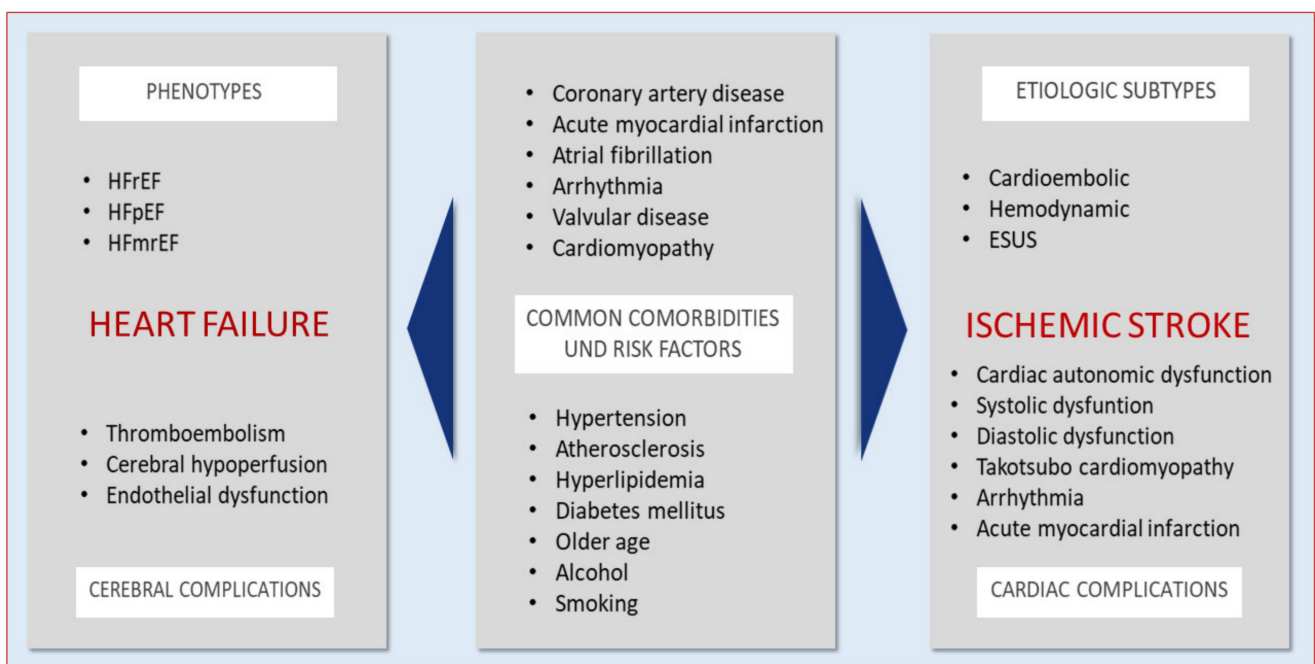 PHENOTYPES
• HFrEF
• HFpEF
• HFmrEF
HEART FAILURE
• Thromboembolism
• Cerebral hypoperfusion
• Endothelial dysfunction
CEREBRAL COMPLICATIONS
• Coronary artery disease
• Acute myocardial infarction
• Atrial fibrillation
• Arrhythmia
• Valvular disease
• Cardiomyopathy
COMMON COMORBIDITIES
UND RISK FACTORS
• Hypertension
• Atherosclerosis
• Hyperlipidemia
• Diabetes mellitus
• Older age
• Alcohol
• Smoking
ETIOLOGIC SUBTYPES
• Cardioembolic
• Hemodynamic
• ESUS
ISCHEMIC STROKE
• Cardiac autonomic dysfunction
• Systolic dysfuntion
• Diastolic dysfunction
• Takotsubo cardiomyopathy
• Arrhythmia
• Acute myocardial infarction
CARDIAC COMPLICATIONS